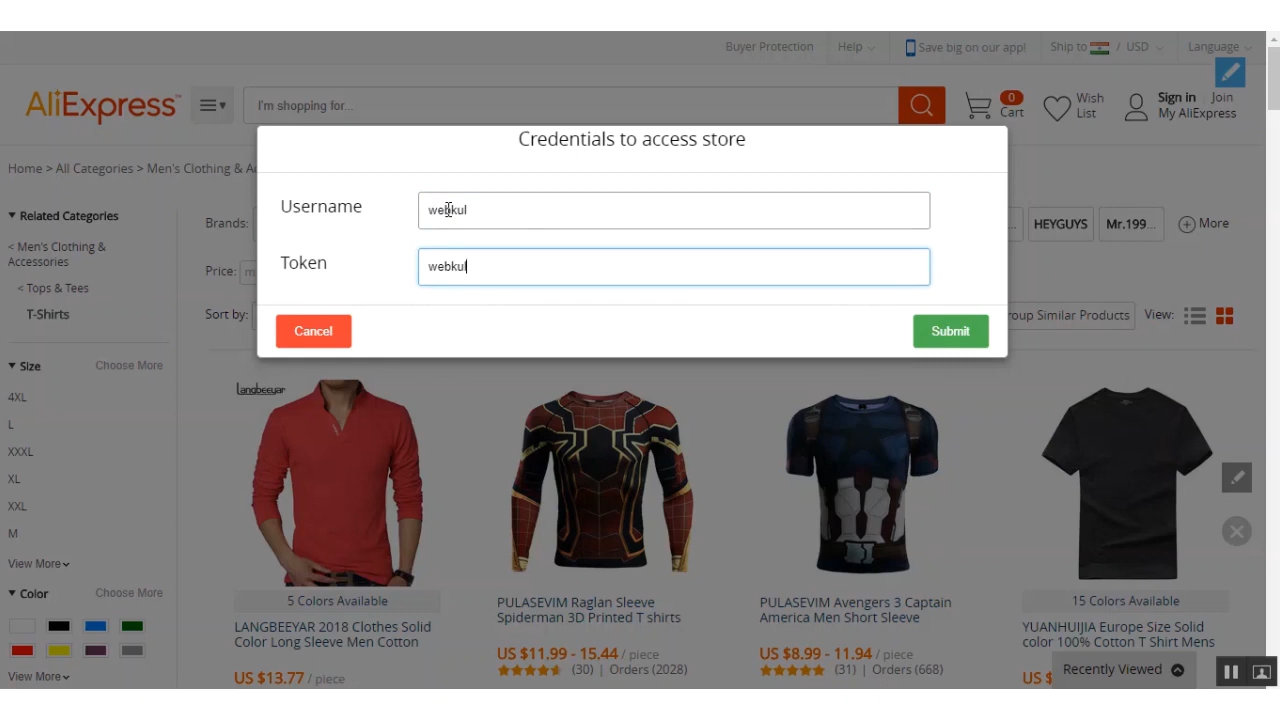 Buyer Protection Help Save big on our app! Ship to / USD Language
AliExpress™ I'm shopping for... 0 Cart Wish List Sign in Join My AliExpress
Credentials to access store
Home > All Categories > Men's Clothing &
Username webkul
Token webkul
Cancel Submit
Related Categories
< Men's Clothing &
Accessories
< Tops & Tees
T-Shirts
Brands: HEYGUYS Mr.199... More
Price:
Sort by: Group Similar Products View:
Size Choose More
4XL
L
XXXL
XL
XXL
M
View More
Color Choose More
View More
Langbeeyar
5 Colors Available
LANGBEEYAR 2018 Clothes Solid
Color Long Sleeve Men Cotton
US $13.77 / piece
PULASEVIM Raglan Sleeve
Spiderman 3D Printed T shirts
US $11.99 - 15.44 / piece
(30) | Orders (2028)
PULASEVIM Avengers 3 Captain
America Men Short Sleeve
US $8.99 - 11.94 / piece
(31) | Orders (668)
15 Colors Available
YUANHUIJIA Europe Size Solid
color 100% Cotton T Shirt Mens
US $
Recently Viewed